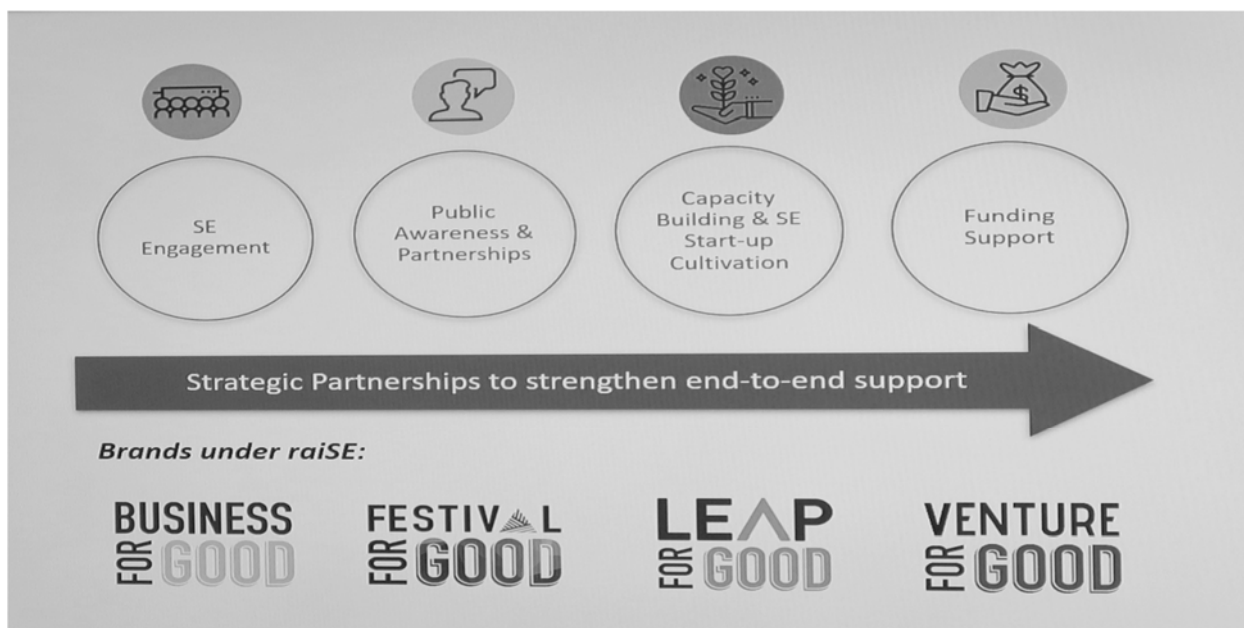 SE
Engagement
Public
Awareness &
Partnerships
Capacity
Building & SE
Start-up
Cultivation
Funding
Support
Strategic Partnerships to strengthen end-to-end support
Brands under raiSE:
BUSINESS
FOR GOOD
FESTIVAL
FOR GOOD
LEAP
FOR GOOD
VENTURE
FOR GOOD